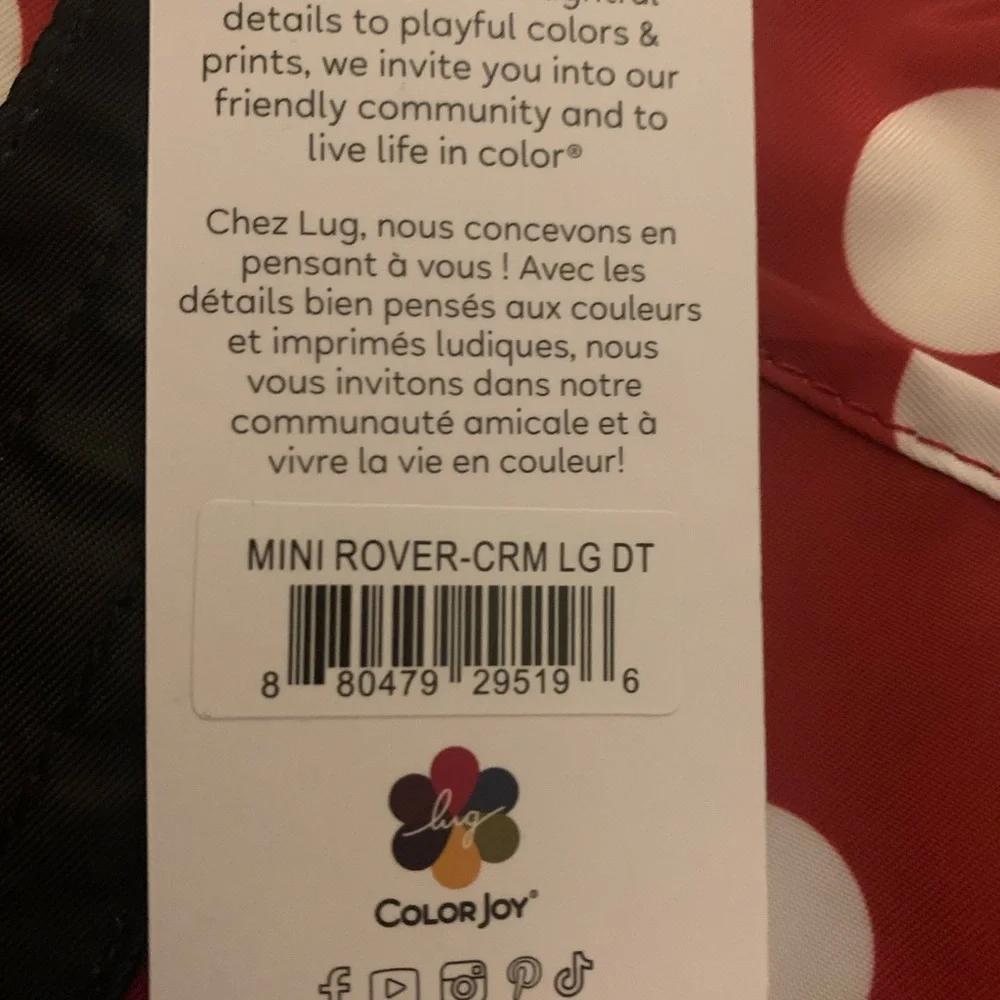 details to playful colors &
prints, we invite you into our
friendly community and to
live life in color®
Chez Lug, nous concevons en
pensant à vous ! Avec les
détails bien pensés aux couleurs
et imprimés ludiques, nous
vous invitons dans notre
communauté amicale et à
vivre la vie en couleur!
MINI ROVER-CRM LG DT
8 80479 29519 6
lug
COLOR JOY®